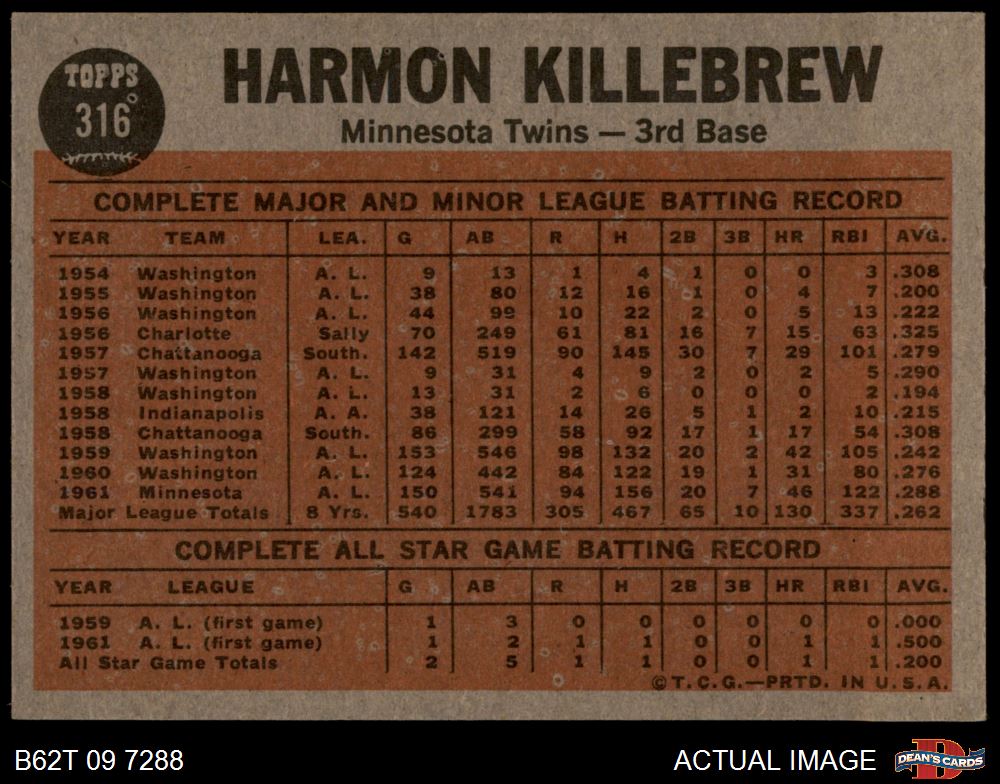 TOPPS
316
HARMON KILLEBREW
Minnesota Twins — 3rd Base
COMPLETE MAJOR AND MINOR LEAGUE BATTING RECORD
YEAR TEAM LEA. G AB R H 2B 3B HR RBI AVG.
1954 Washington A. L. 9 13 1 4 1 0 0 3 .308
1955 Washington A. L. 38 80 12 16 1 0 4 7 .200
1956 Washington A. L. 44 99 10 22 2 0 5 13 .222
1956 Charlotte Sally 70 249 61 81 16 7 15 63 .325
1957 Chattanooga South. 142 519 90 145 30 7 29 101 .279
1957 Washington A. L. 9 31 4 9 2 0 2 5 .290
1958 Washington A. L. 13 31 2 6 0 0 0 2 .194
1958 Indianapolis A. A. 38 121 14 26 5 1 2 10 .215
1958 Chattanooga South. 86 299 58 92 17 1 17 54 .308
1959 Washington A. L. 153 546 98 132 20 2 42 105 .242
1960 Washington A. L. 124 442 84 122 19 1 31 80 .276
1961 Minnesota A. L. 150 541 94 156 20 7 46 122 .288
Major League Totals 8 Yrs. 540 1783 305 467 65 10 130 337 .262
COMPLETE ALL STAR GAME BATTING RECORD
YEAR LEAGUE G AB R H 2B 3B HR RBI AVG.
1959 A. L. (first game) 1 3 0 0 0 0 0 0 .000
1961 A. L. (first game) 1 2 1 1 0 0 1 1 .500
All Star Game Totals 2 5 1 1 0 0 1 1 .200
©T.C.G.—PRTD. IN U.S.A.
B62T 09 7288 ACTUAL IMAGE
D
DEAN'S CARDS